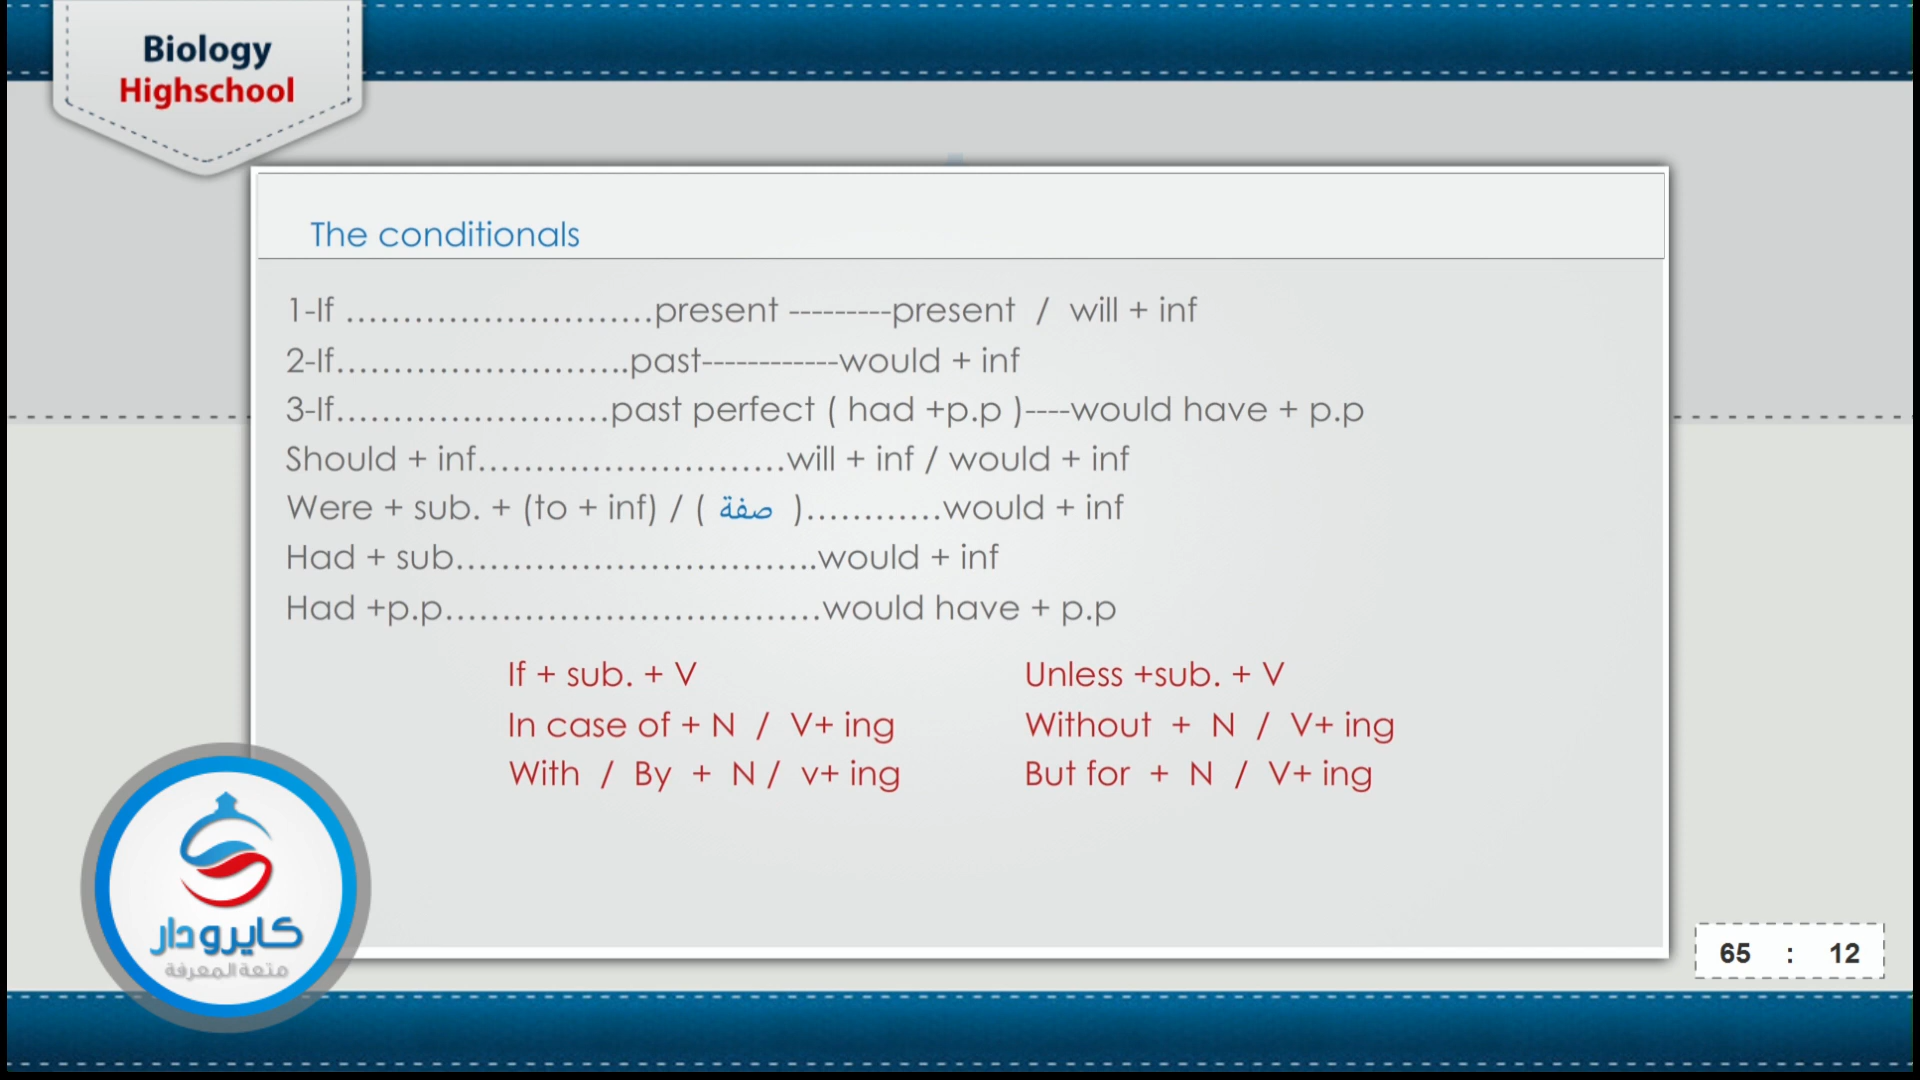 Biology
Highschool
The conditionals
1-If ...........................present ---------present / will + inf
2-If..........................past------------would + inf
3-If........................past perfect ( had +p.p )----would have + p.p
Should + inf...........................will + inf / would + inf
Were + sub. + (to + inf) / ( صفة )............would + inf
Had + sub................................would + inf
Had +p.p.................................would have + p.p
If + sub. + V
In case of + N / V+ ing
With / By + N / v+ ing
Unless +sub. + V
Without + N / V+ ing
But for + N / V+ ing
كايرودار
متعة المعرفة
65 : 12